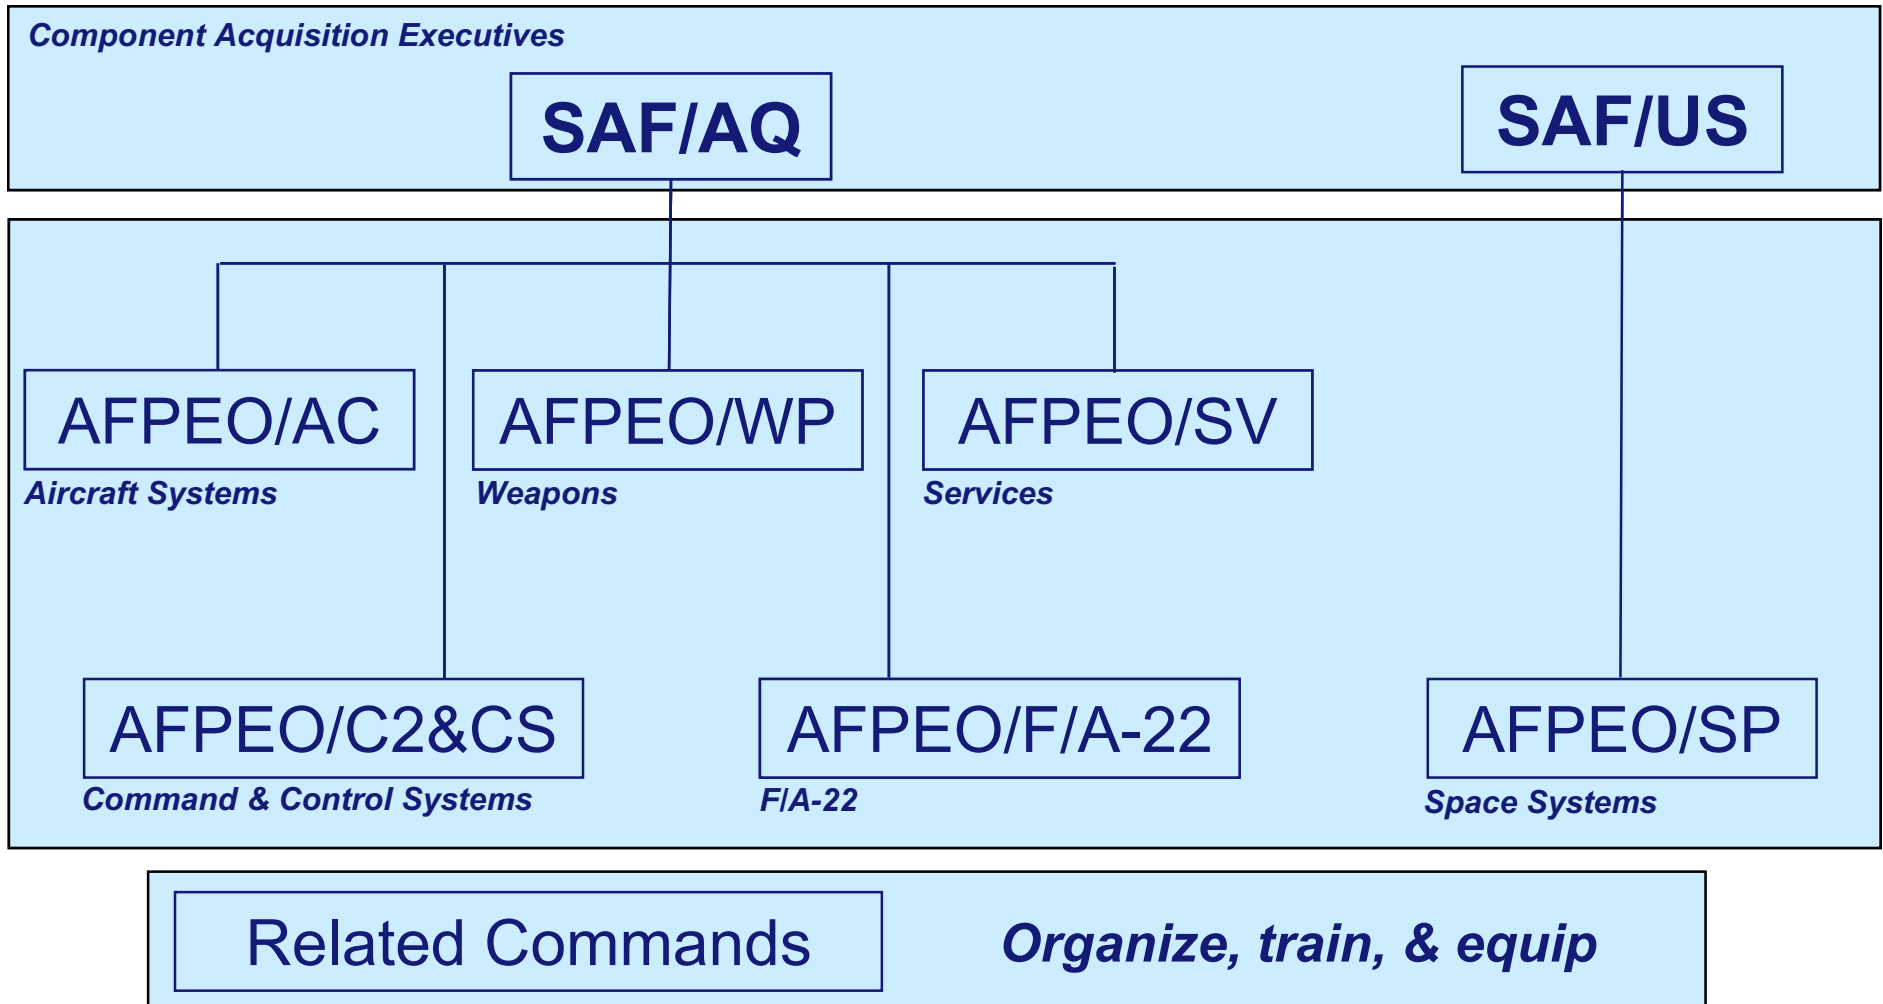 Component Acquisition Executives
SAF/AQ
SAF/US
AFPEO/AC
AFPEO/WP
AFPEO/SV
Aircraft Systems
Weapons
Services
AFPEO/C2&CS
AFPEO/F/A-22
AFPEO/SP
Command & Control Systems
F/A-22
Space Systems
Related Commands
Organize, train, & equip